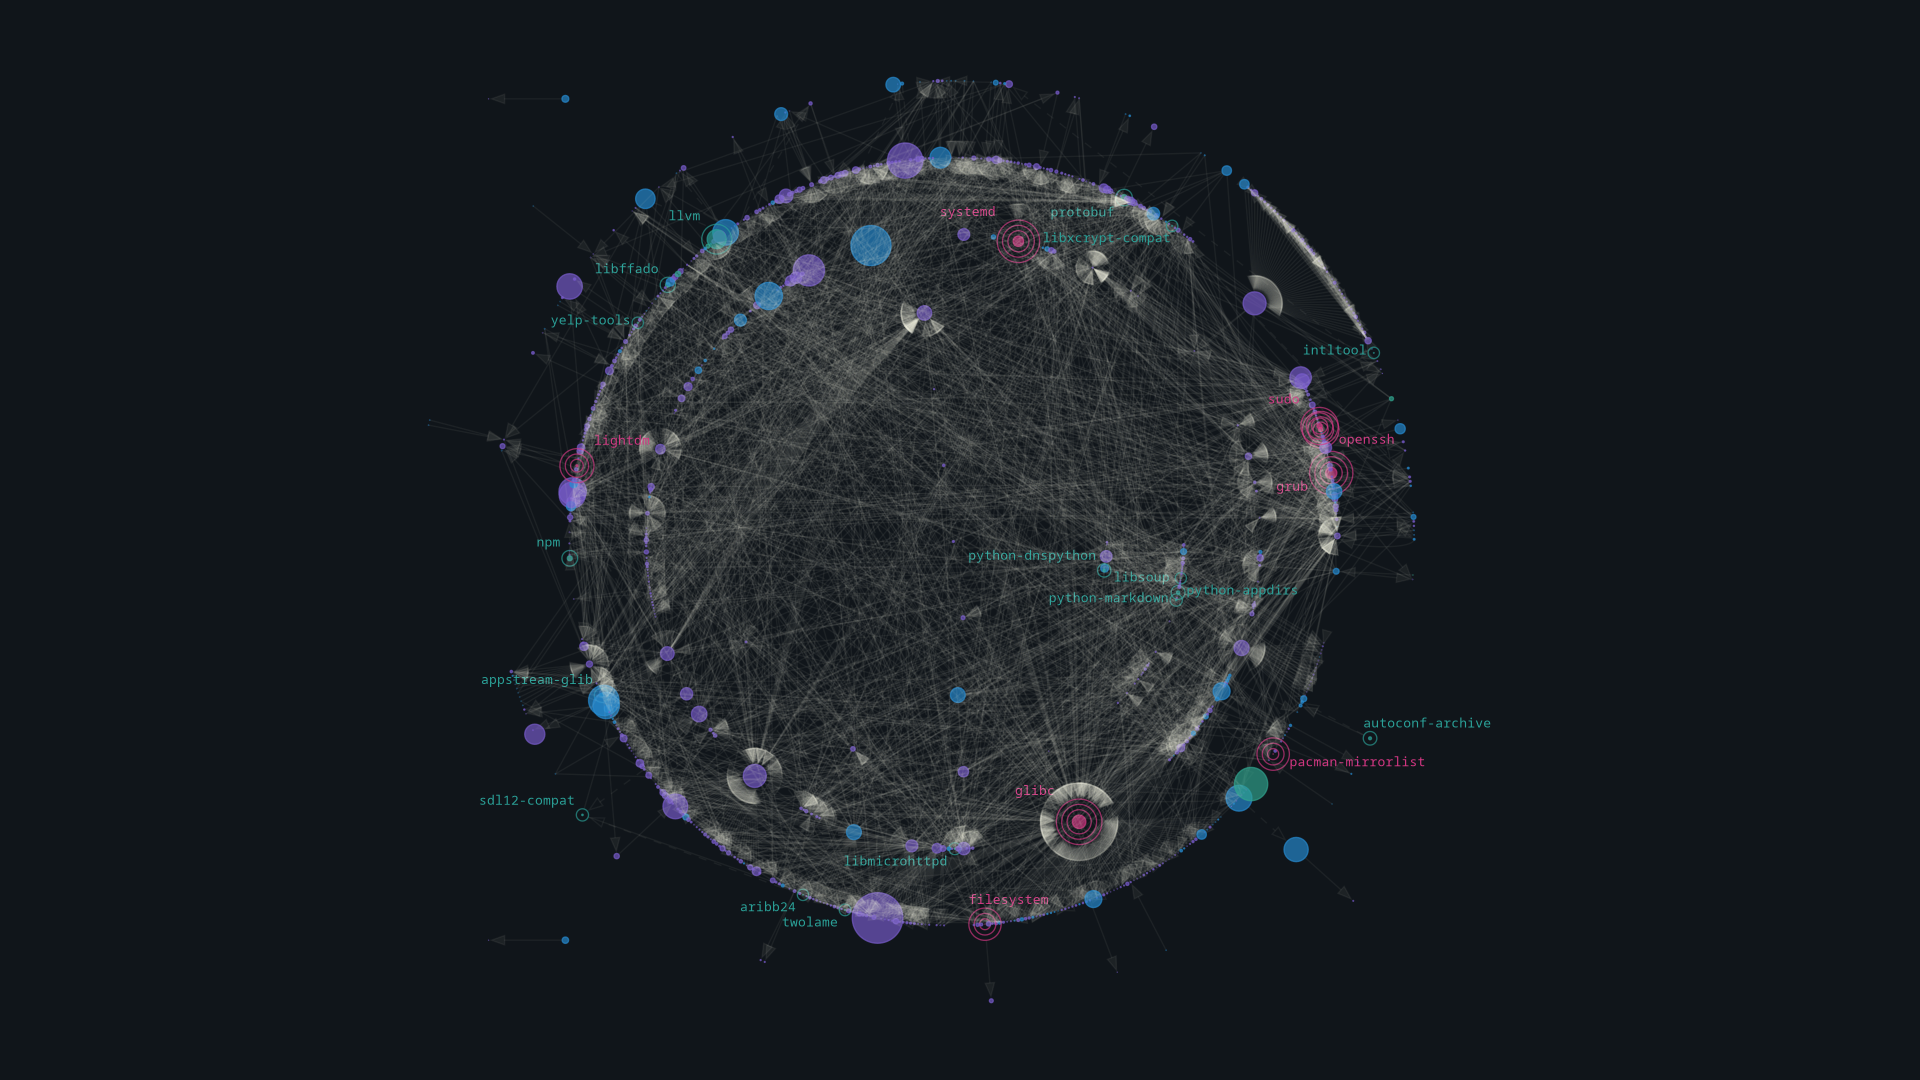 systemd
protobuf
llvm
libxcrypt-compat
libffado
yelp-tools
intltool
sudo
openssh
lightdm
grub
npm
python-dnspython
libsoup
python-appdirs
python-markdown
appstream-glib
autoconf-archive
pacman-mirrorlist
glibc
sdl12-compat
libmicrohttpd
filesystem
aribb24
twolame